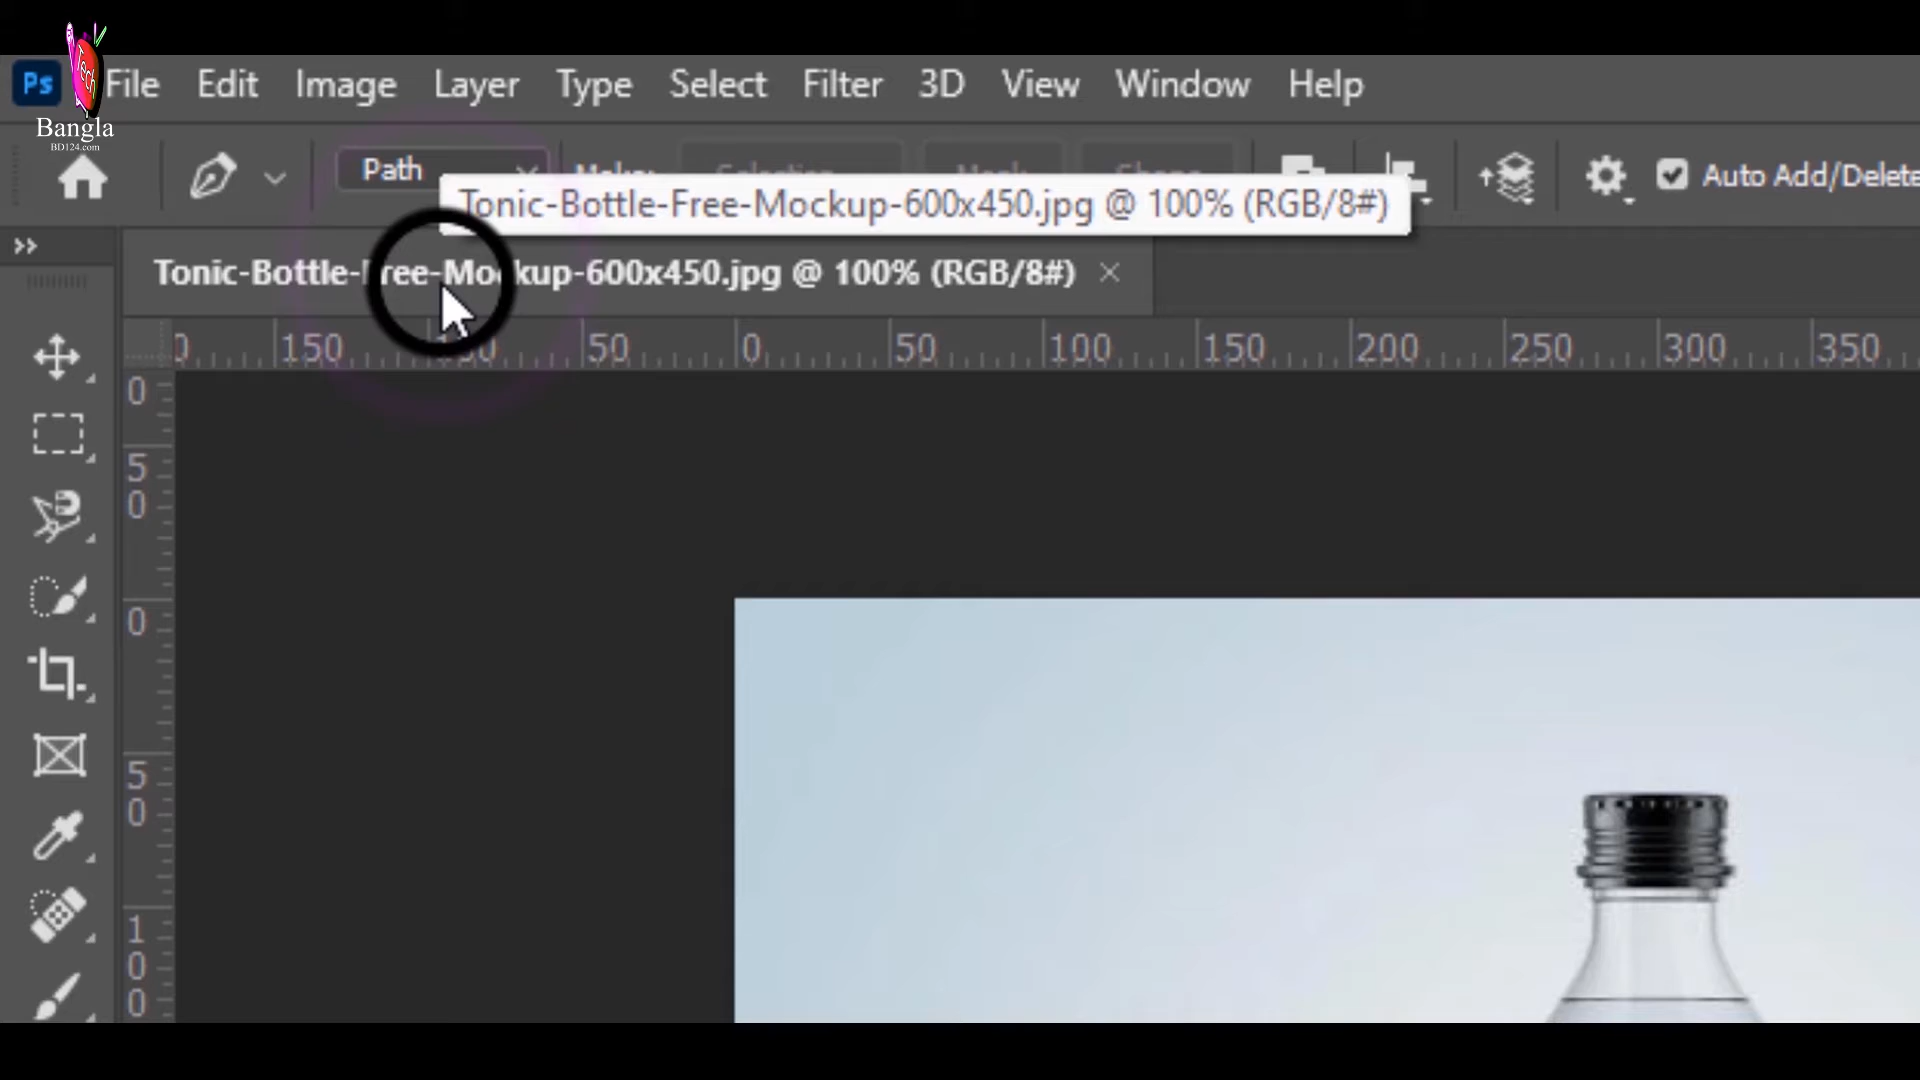 Ps File Edit Image Layer Type Select Filter 3D View Window Help
Tech
Bangla
BD124.com
Path Auto Add/Delete
Tonic-Bottle-Free-Mockup-600x450.jpg @ 100% (RGB/8#)
Tonic-Bottle-Free-Mockup-600x450.jpg @ 100% (RGB/8#) ×
150 50 0 50 100 150 200 250 300 350
0
50
0
50
100